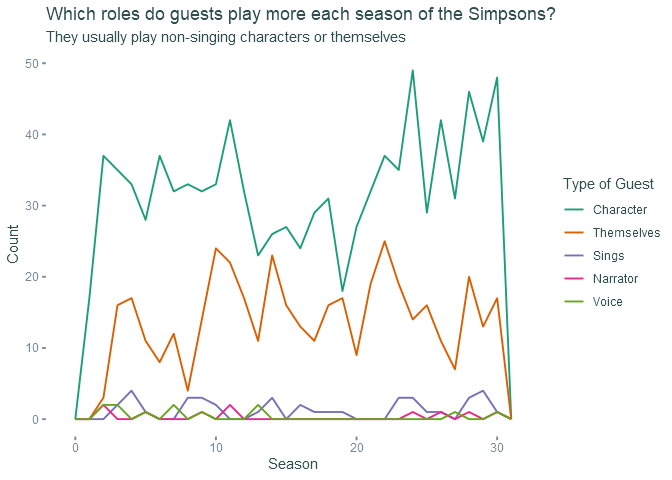 Which roles do guests play more each season of the Simpsons?
They usually play non-singing characters or themselves
50
40
30
20
10
0
Count
0 10 20 30
Season
Type of Guest
Character
Themselves
Sings
Narrator
Voice